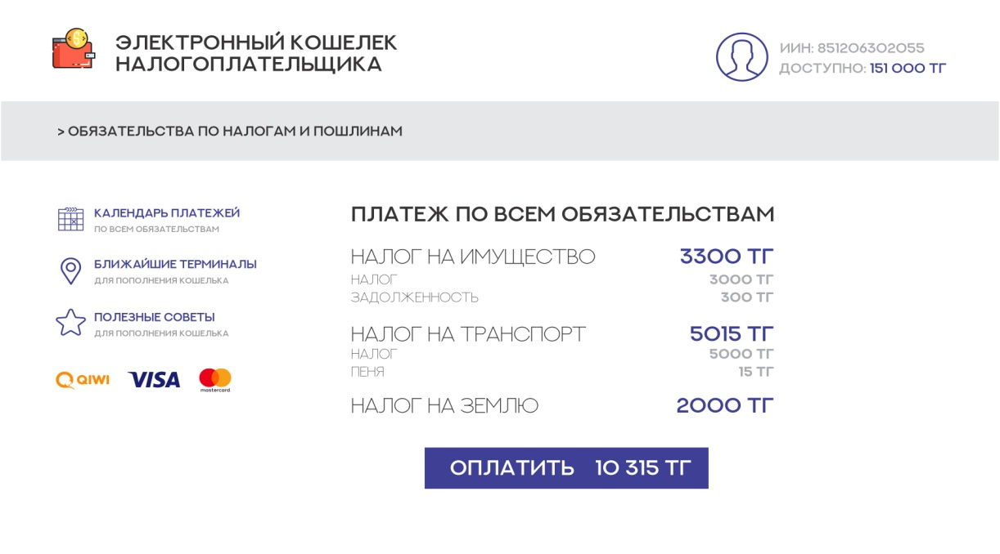 ЭЛЕКТРОННЫЙ КОШЕЛЕК
НАЛОГОПЛАТЕЛЬЩИКА
ИИН: 851206302055
ДОСТУПНО: 151 000 ТГ
> ОБЯЗАТЕЛЬСТВА ПО НАЛОГАМ И ПОШЛИНАМ
КАЛЕНДАРЬ ПЛАТЕЖЕЙ
ПО ВСЕМ ОБЯЗАТЕЛЬСТВАМ
БЛИЖАЙШИЕ ТЕРМИНАЛЫ
ДЛЯ ПОПОЛНЕНИЯ КОШЕЛЬКА
ПОЛЕЗНЫЕ СОВЕТЫ
ДЛЯ ПОПОЛНЕНИЯ КОШЕЛЬКА
QIWI VISA mastercard
ПЛАТЕЖ ПО ВСЕМ ОБЯЗАТЕЛЬСТВАМ
НАЛОГ НА ИМУЩЕСТВО 3300 ТГ
НАЛОГ 3000 ТГ
ЗАДОЛЖЕННОСТЬ 300 ТГ
НАЛОГ НА ТРАНСПОРТ 5015 ТГ
НАЛОГ 5000 ТГ
ПЕНЯ 15 ТГ
НАЛОГ НА ЗЕМЛЮ 2000 ТГ
ОПЛАТИТЬ 10 315 ТГ